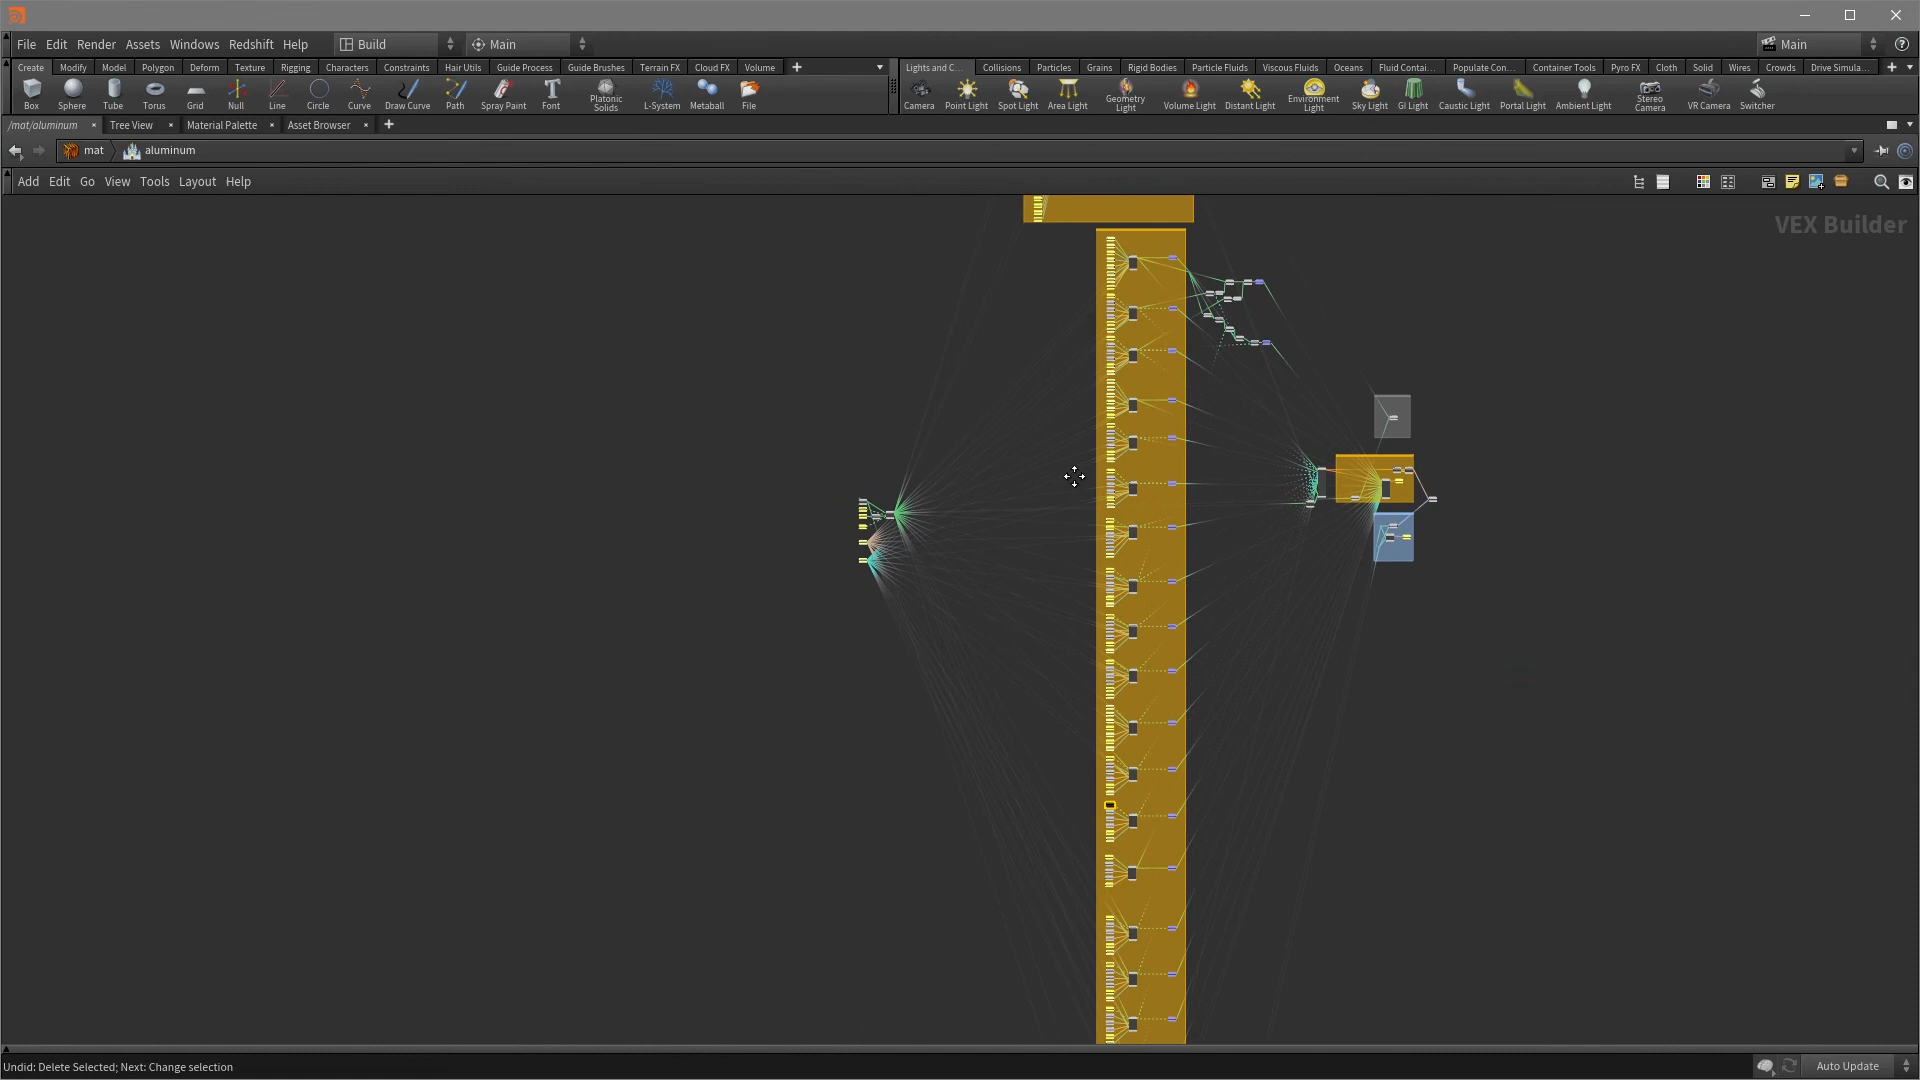 File Edit Render Assets Windows Redshift Help Build Main Main
Create Modify Model Polygon Deform Texture Rigging Characters Constraints Hair Utils Guide Process Guide Brushes Terrain FX Cloud FX Volume
Lights and C... Collisions Particles Grains Rigid Bodies Particle Fluids Viscous Fluids Oceans Fluid Contai... Populate Con... Container Tools Pyro FX Cloth Solid Wires Crowds Drive Simula...
Box Sphere Tube Torus Grid Null Line Circle Curve Draw Curve Path Spray Paint Font Platonic Solids L-System Metaball File
Camera Point Light Spot Light Area Light Geometry Light Volume Light Distant Light Environment Light Sky Light GI Light Caustic Light Portal Light Ambient Light Stereo Camera VR Camera Switcher
/mat/aluminum Tree View Material Palette Asset Browser
mat aluminum
Add Edit Go View Tools Layout Help
VEX Builder
Undid: Delete Selected; Next: Change selection
Auto Update